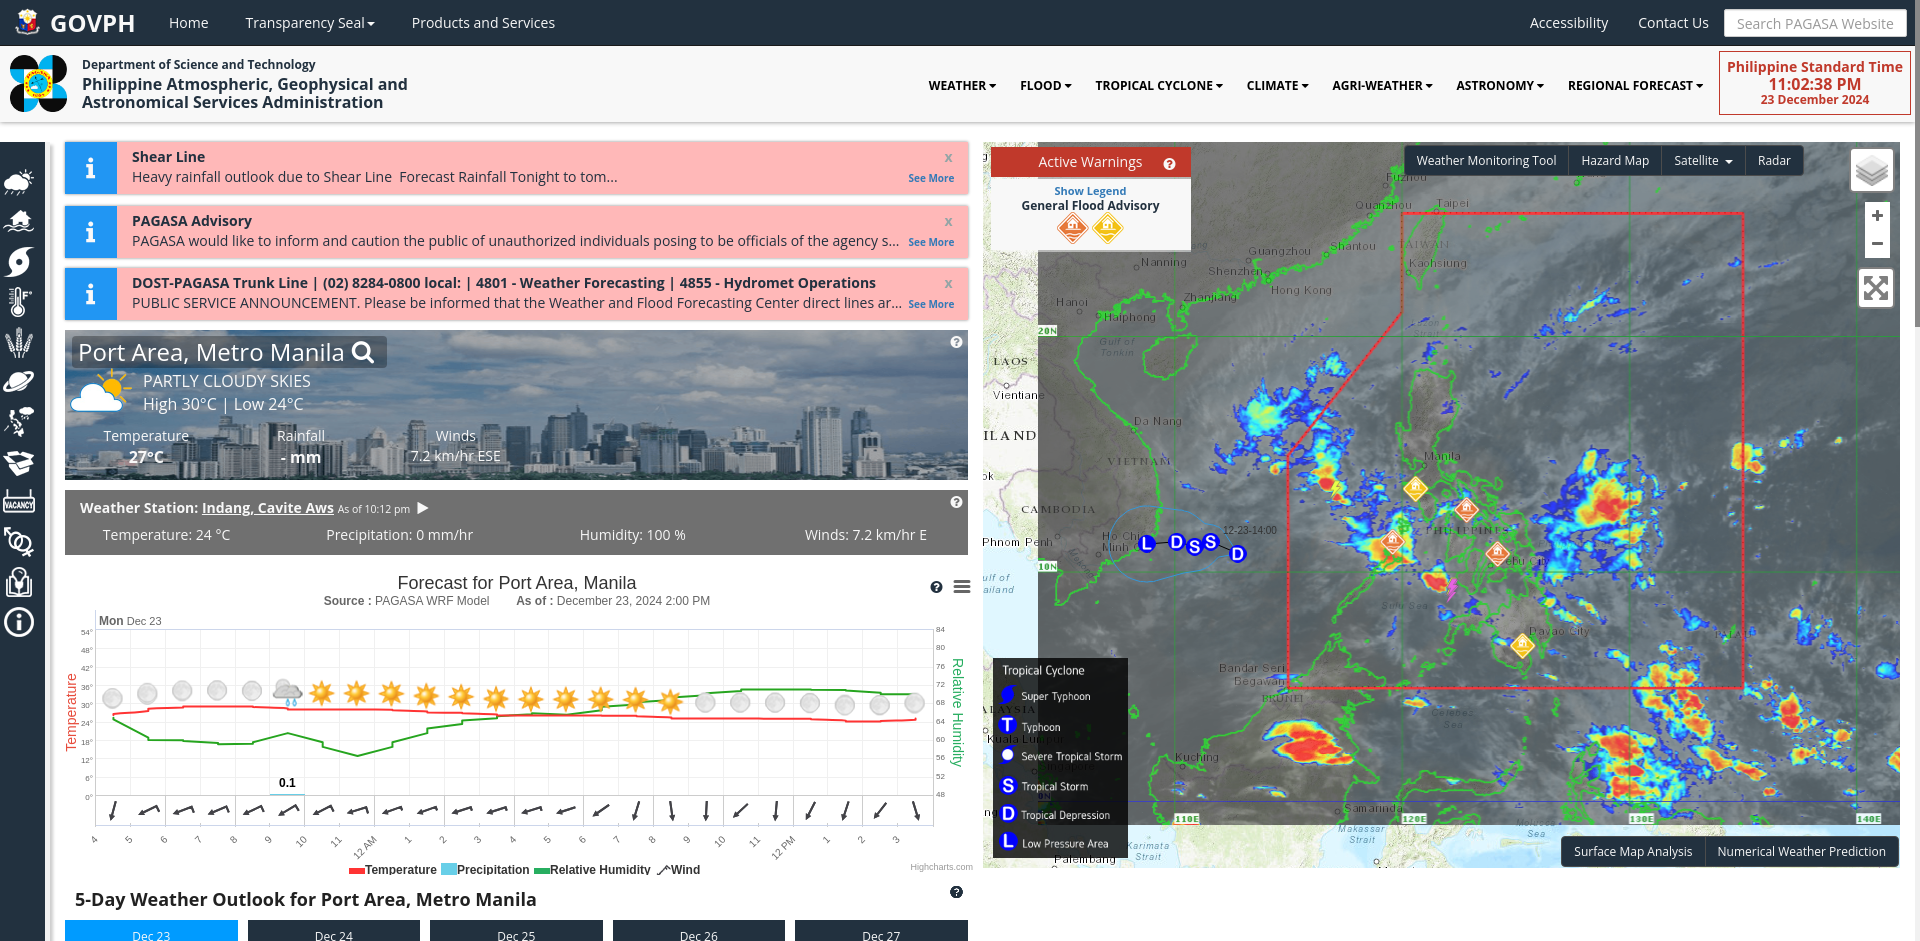 GOVPH
Home
Transparency Seal
Products and Services
Accessibility
Contact Us
Search PAGASA Website
Department of Science and Technology
Philippine Atmospheric, Geophysical and
Astronomical Services Administration
WEATHER
FLOOD
TROPICAL CYCLONE
CLIMATE
AGRI-WEATHER
ASTRONOMY
REGIONAL FORECAST
Philippine Standard Time
11:02:38 PM
23 December 2024
Shear Line
x
Heavy rainfall outlook due to Shear Line Forecast Rainfall Tonight to tom...
See More
PAGASA Advisory
x
PAGASA would like to inform and caution the public of unauthorized individuals posing to be officials of the agency s...
See More
DOST-PAGASA Trunk Line | (02) 8284-0800 local: | 4801 - Weather Forecasting | 4855 - Hydromet Operations
x
PUBLIC SERVICE ANNOUNCEMENT. Please be informed that the Weather and Flood Forecasting Center direct lines ar...
See More
VACANCY
Port Area, Metro Manila
PARTLY CLOUDY SKIES
High 30°C | Low 24°C
Temperature
27°C
Rainfall
- mm
Winds
7.2 km/hr ESE
Weather Station: Indang, Cavite Aws As of 10:12 pm
Temperature: 24 °C
Precipitation: 0 mm/hr
Humidity: 100 %
Winds: 7.2 km/hr E
Forecast for Port Area, Manila
Source : PAGASA WRF Model As of : December 23, 2024 2:00 PM
Mon Dec 23
Temperature
54°
48°
42°
36°
30°
24°
18°
12°
6°
0°
84
80
76
72
68
64
60
56
52
48
Relative Humidity
0.1
4
5
6
7
8
9
10
11
12 AM
1
2
3
4
5
6
7
8
9
10
11
12 PM
1
2
3
Temperature
Precipitation
Relative Humidity
Wind
Highcharts.com
5-Day Weather Outlook for Port Area, Metro Manila
Dec 23
Dec 24
Dec 25
Dec 26
Dec 27
Active Warnings
Show Legend
General Flood Advisory
Weather Monitoring Tool
Hazard Map
Satellite
Radar
+
−
Fuzhou
Quanzhou
Taipei
Guangzhou
Shantou
TAIWAN
Nanning
Shenzhen
Kaohsiung
Hong Kong
Hanoi
Zhanjiang
Haiphong
20N
Gulf of
Tonkin
LAOS
Vientiane
Da Nang
ILAND
Manila
VIETNAM
ok
CAMBODIA
12-23-14:00
PHILIPPINES
Ho Chi
Minh
Phnom Penh
L
D
S
S
D
10N
ulf of
ailand
Sulu Sea
Davao City
PALAU
Bandar Seri
Begawan
BRUNEI
Celebes
Sea
ALAYSIA
Kuala Lum
Kuching
Samarinda
110E
120E
130E
140E
Makassar
Strait
Karimata
Strait
Palembang
Tropical Cyclone
Super Typhoon
T Typhoon
Severe Tropical Storm
S Tropical Storm
D Tropical Depression
L Low Pressure Area
Surface Map Analysis
Numerical Weather Prediction